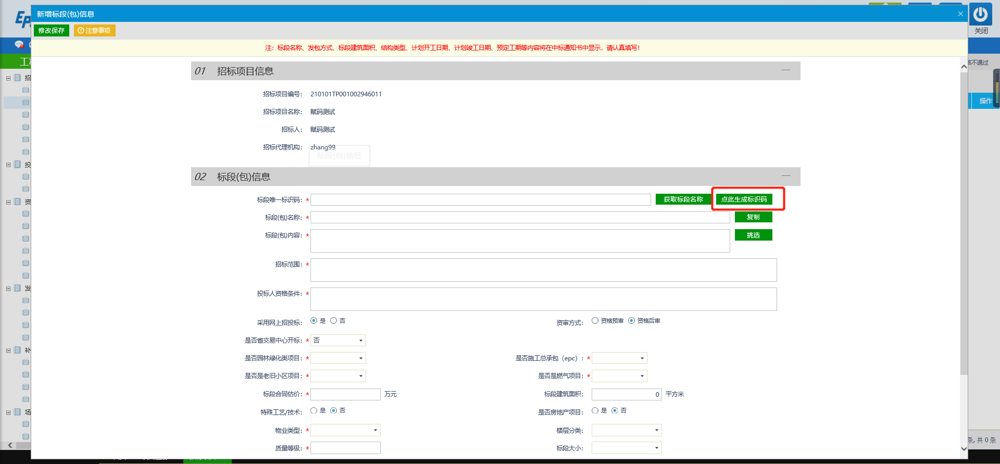 新增标段(包)信息
×
关闭
修改保存 注意事项
注：标段名称、发包方式、标段建筑面积、结构类型、计划开工日期、计划竣工日期、预定工期等内容将在中标通知书中显示，请认真填写！
不通过
操作
招
投
资
发
补
场
01 招标项目信息
招标项目编号： 210101TP001002946011
招标项目名称： 赋码测试
招标人： 赋码测试
招标代理机构： zhang99
标段(包)信息
02 标段(包)信息
标段唯一标识码：* 获取标段名称 点此生成标识码
标段(包)名称：* 复制
标段(包)内容：* 挑选
招标范围：*
投标人资格条件：*
采用网上招投标： 是 否 资审方式： 资格预审 资格后审
是否省交易中心开标：* 否
是否园林绿化类项目：* 是否施工总承包（epc）：*
是否是老旧小区项目：* 是否是燃气项目：*
标段合同估价：* 万元 标段建筑面积： 0 平方米
特殊工艺/技术： 是 否 是否房地产项目： 是 否
物业类型：* 楼层分类：
质量等级：* 标段大小：
条, 共 0 条